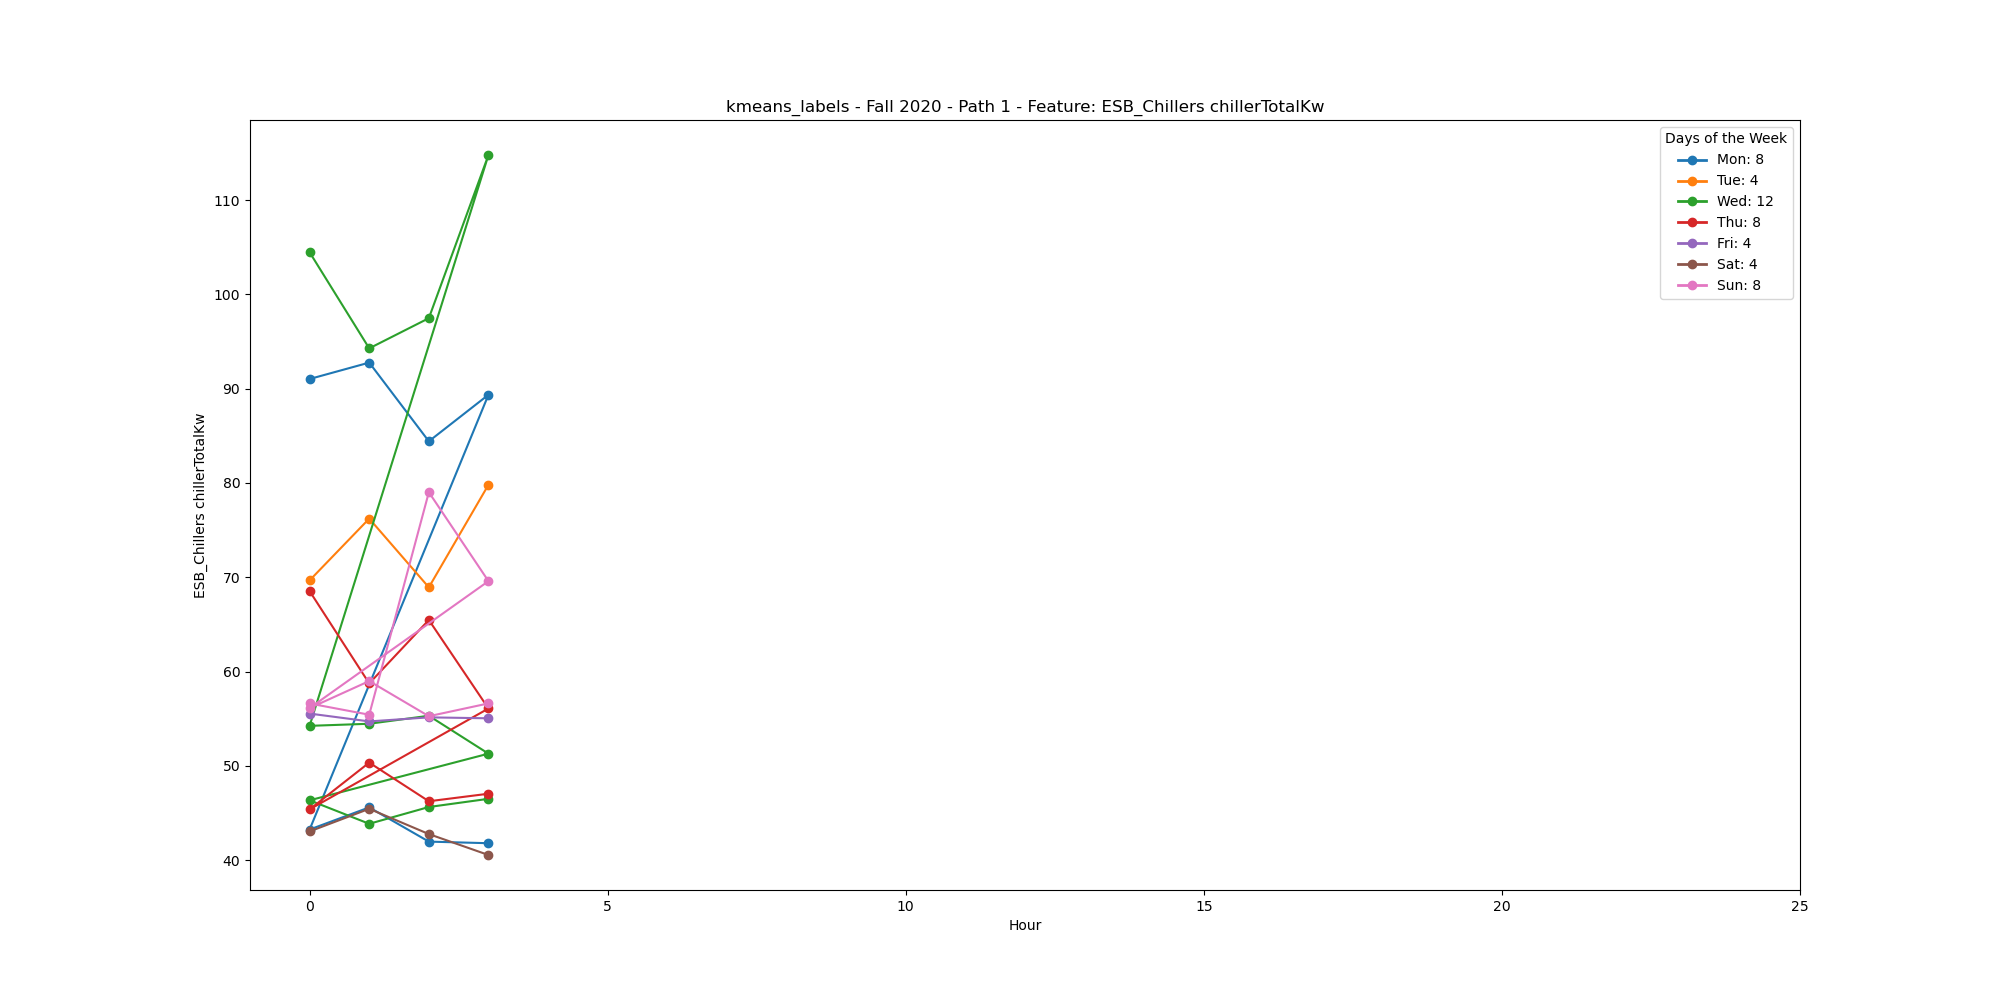 kmeans_labels - Fall 2020 - Path 1 - Feature: ESB_Chillers chillerTotalKw
Days of the Week
Mon: 8
Tue: 4
Wed: 12
Thu: 8
Fri: 4
Sat: 4
Sun: 8
ESB_Chillers chillerTotalKw
110
100
90
80
70
60
50
40
0 5 10 15 20 25
Hour